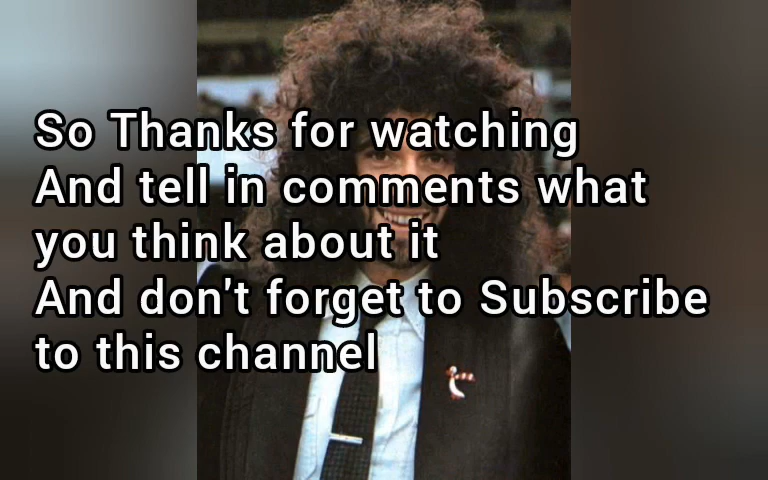 So Thanks for watching
And tell in comments what
you think about it
And don't forget to Subscribe
to this channel